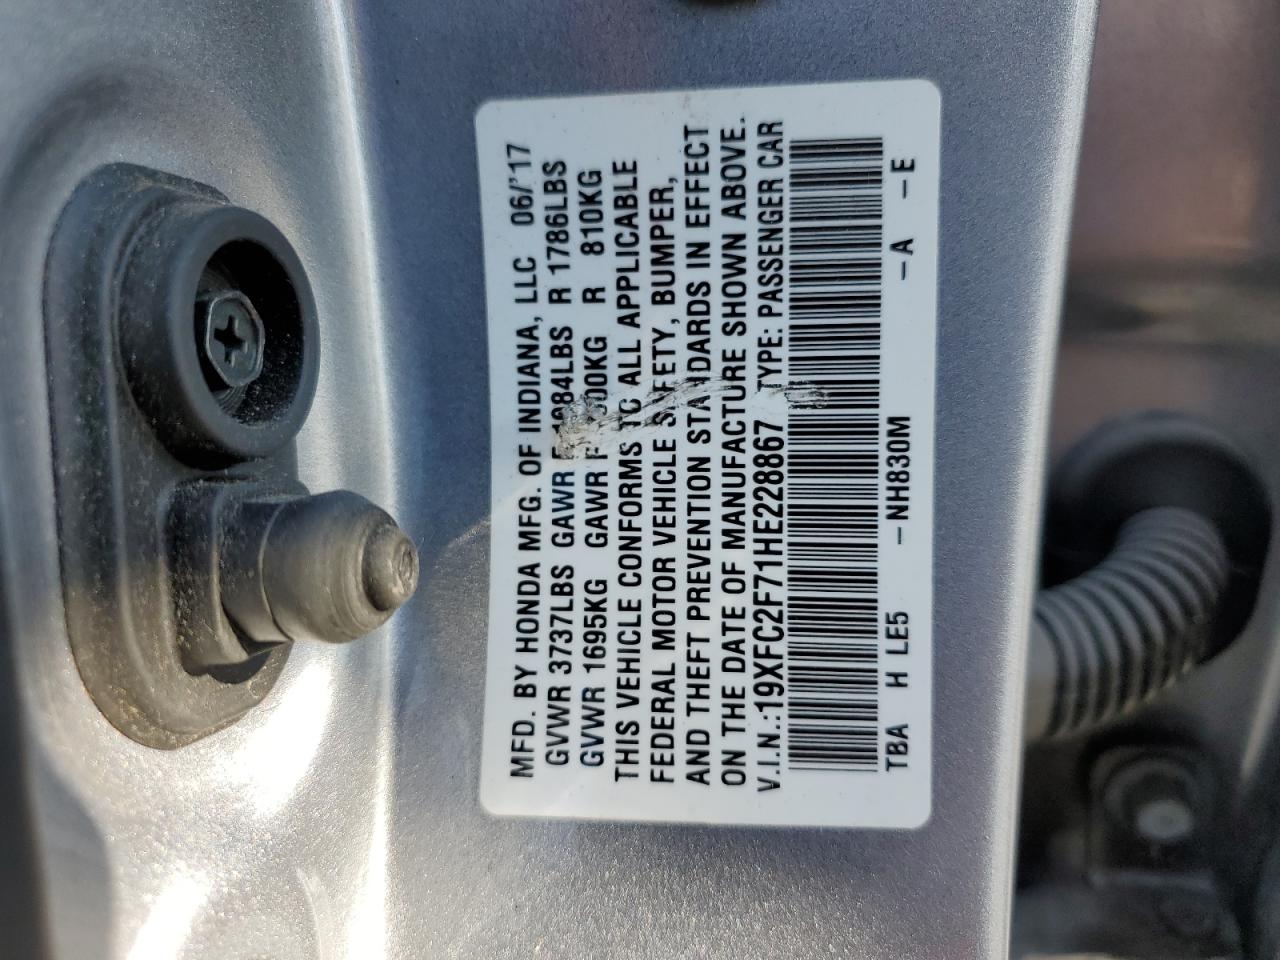 MFD. BY HONDA MFG. OF INDIANA, LLC 06/'17
GVWR 3737LBS GAWR R 1786LBS
GVWR 1695KG GAWR R 810KG
THIS VEHICLE CONFORMS TO ALL APPLICABLE
FEDERAL MOTOR VEHICLE SAFETY, BUMPER,
AND THEFT PREVENTION STANDARDS IN EFFECT
ON THE DATE OF MANUFACTURE SHOWN ABOVE.
V.I.N.:19XFC2F71HE228867 TYPE: PASSENGER CAR
TBA H LE5 -NH830M -A -E